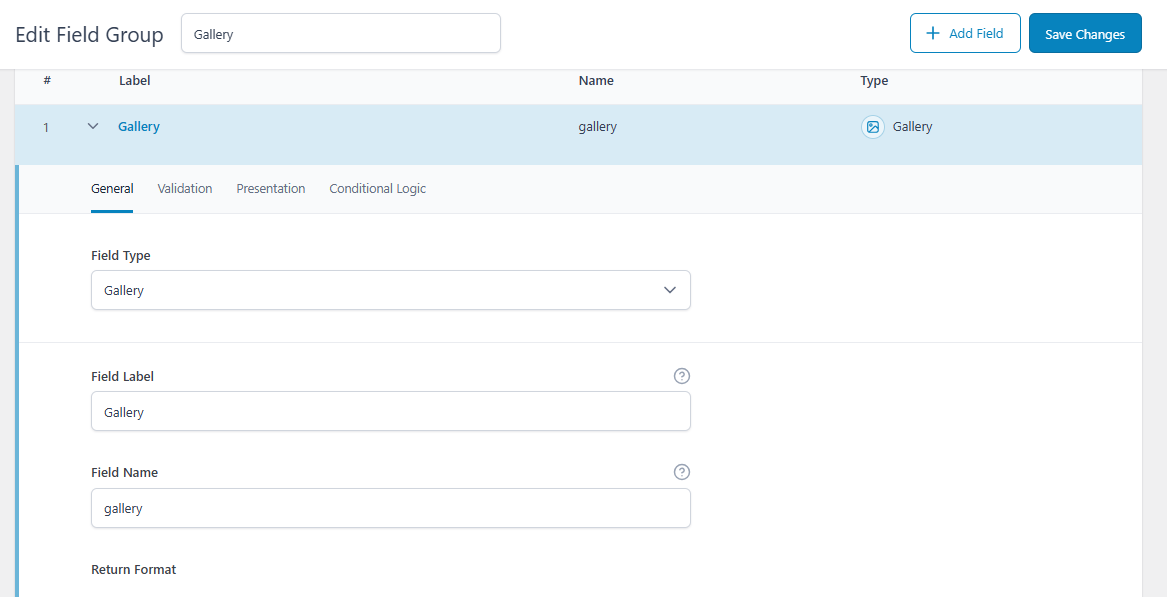 Edit Field Group
Gallery
+ Add Field
Save Changes
# Label Name Type
1 Gallery gallery Gallery
General Validation Presentation Conditional Logic
Field Type
Gallery
Field Label ?
Gallery
Field Name ?
gallery
Return Format